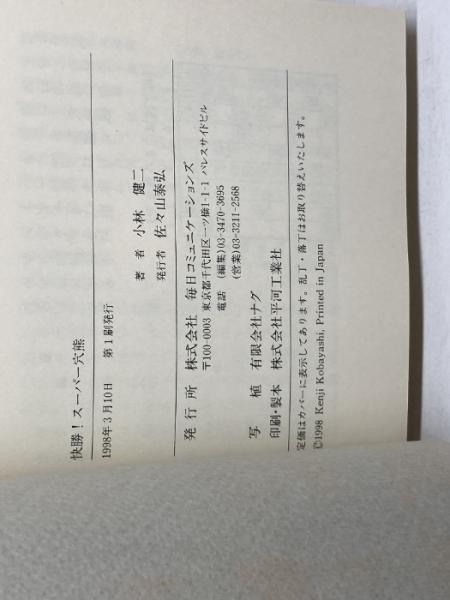 快勝！スーパー穴熊
1998年3月10日　第1刷発行
著 者　小林　健二
発行者　佐々山泰弘
発 行 所　株式会社　毎日コミュニケーションズ
〒100-0003 東京都千代田区一ツ橋1-1-1 パレスサイドビル
電話　(編集)03-3470-3695
(営業)03-3211-2568
写　　植　有限会社ナグ
印刷・製本　株式会社平河工業社
定価はカバーに表示してあります。乱丁・落丁はお取り替えいたします。
©1998 Kenji Kobayashi, Printed in Japan